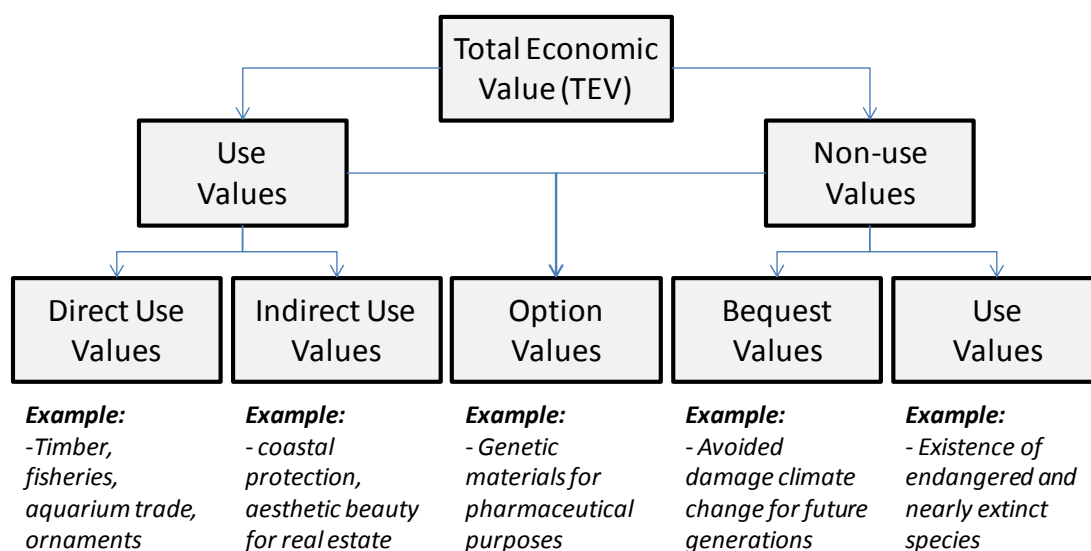 Total Economic
Value (TEV)
Use
Values
Non-use
Values
Direct Use
Values
Indirect Use
Values
Option
Values
Bequest
Values
Use
Values
Example:
-Timber,
fisheries,
aquarium trade,
ornaments
Example:
- coastal
protection,
aesthetic beauty
for real estate
Example:
- Genetic
materials for
pharmaceutical
purposes
Example:
- Avoided
damage climate
change for future
generations
Example:
- Existence of
endangered and
nearly extinct
species